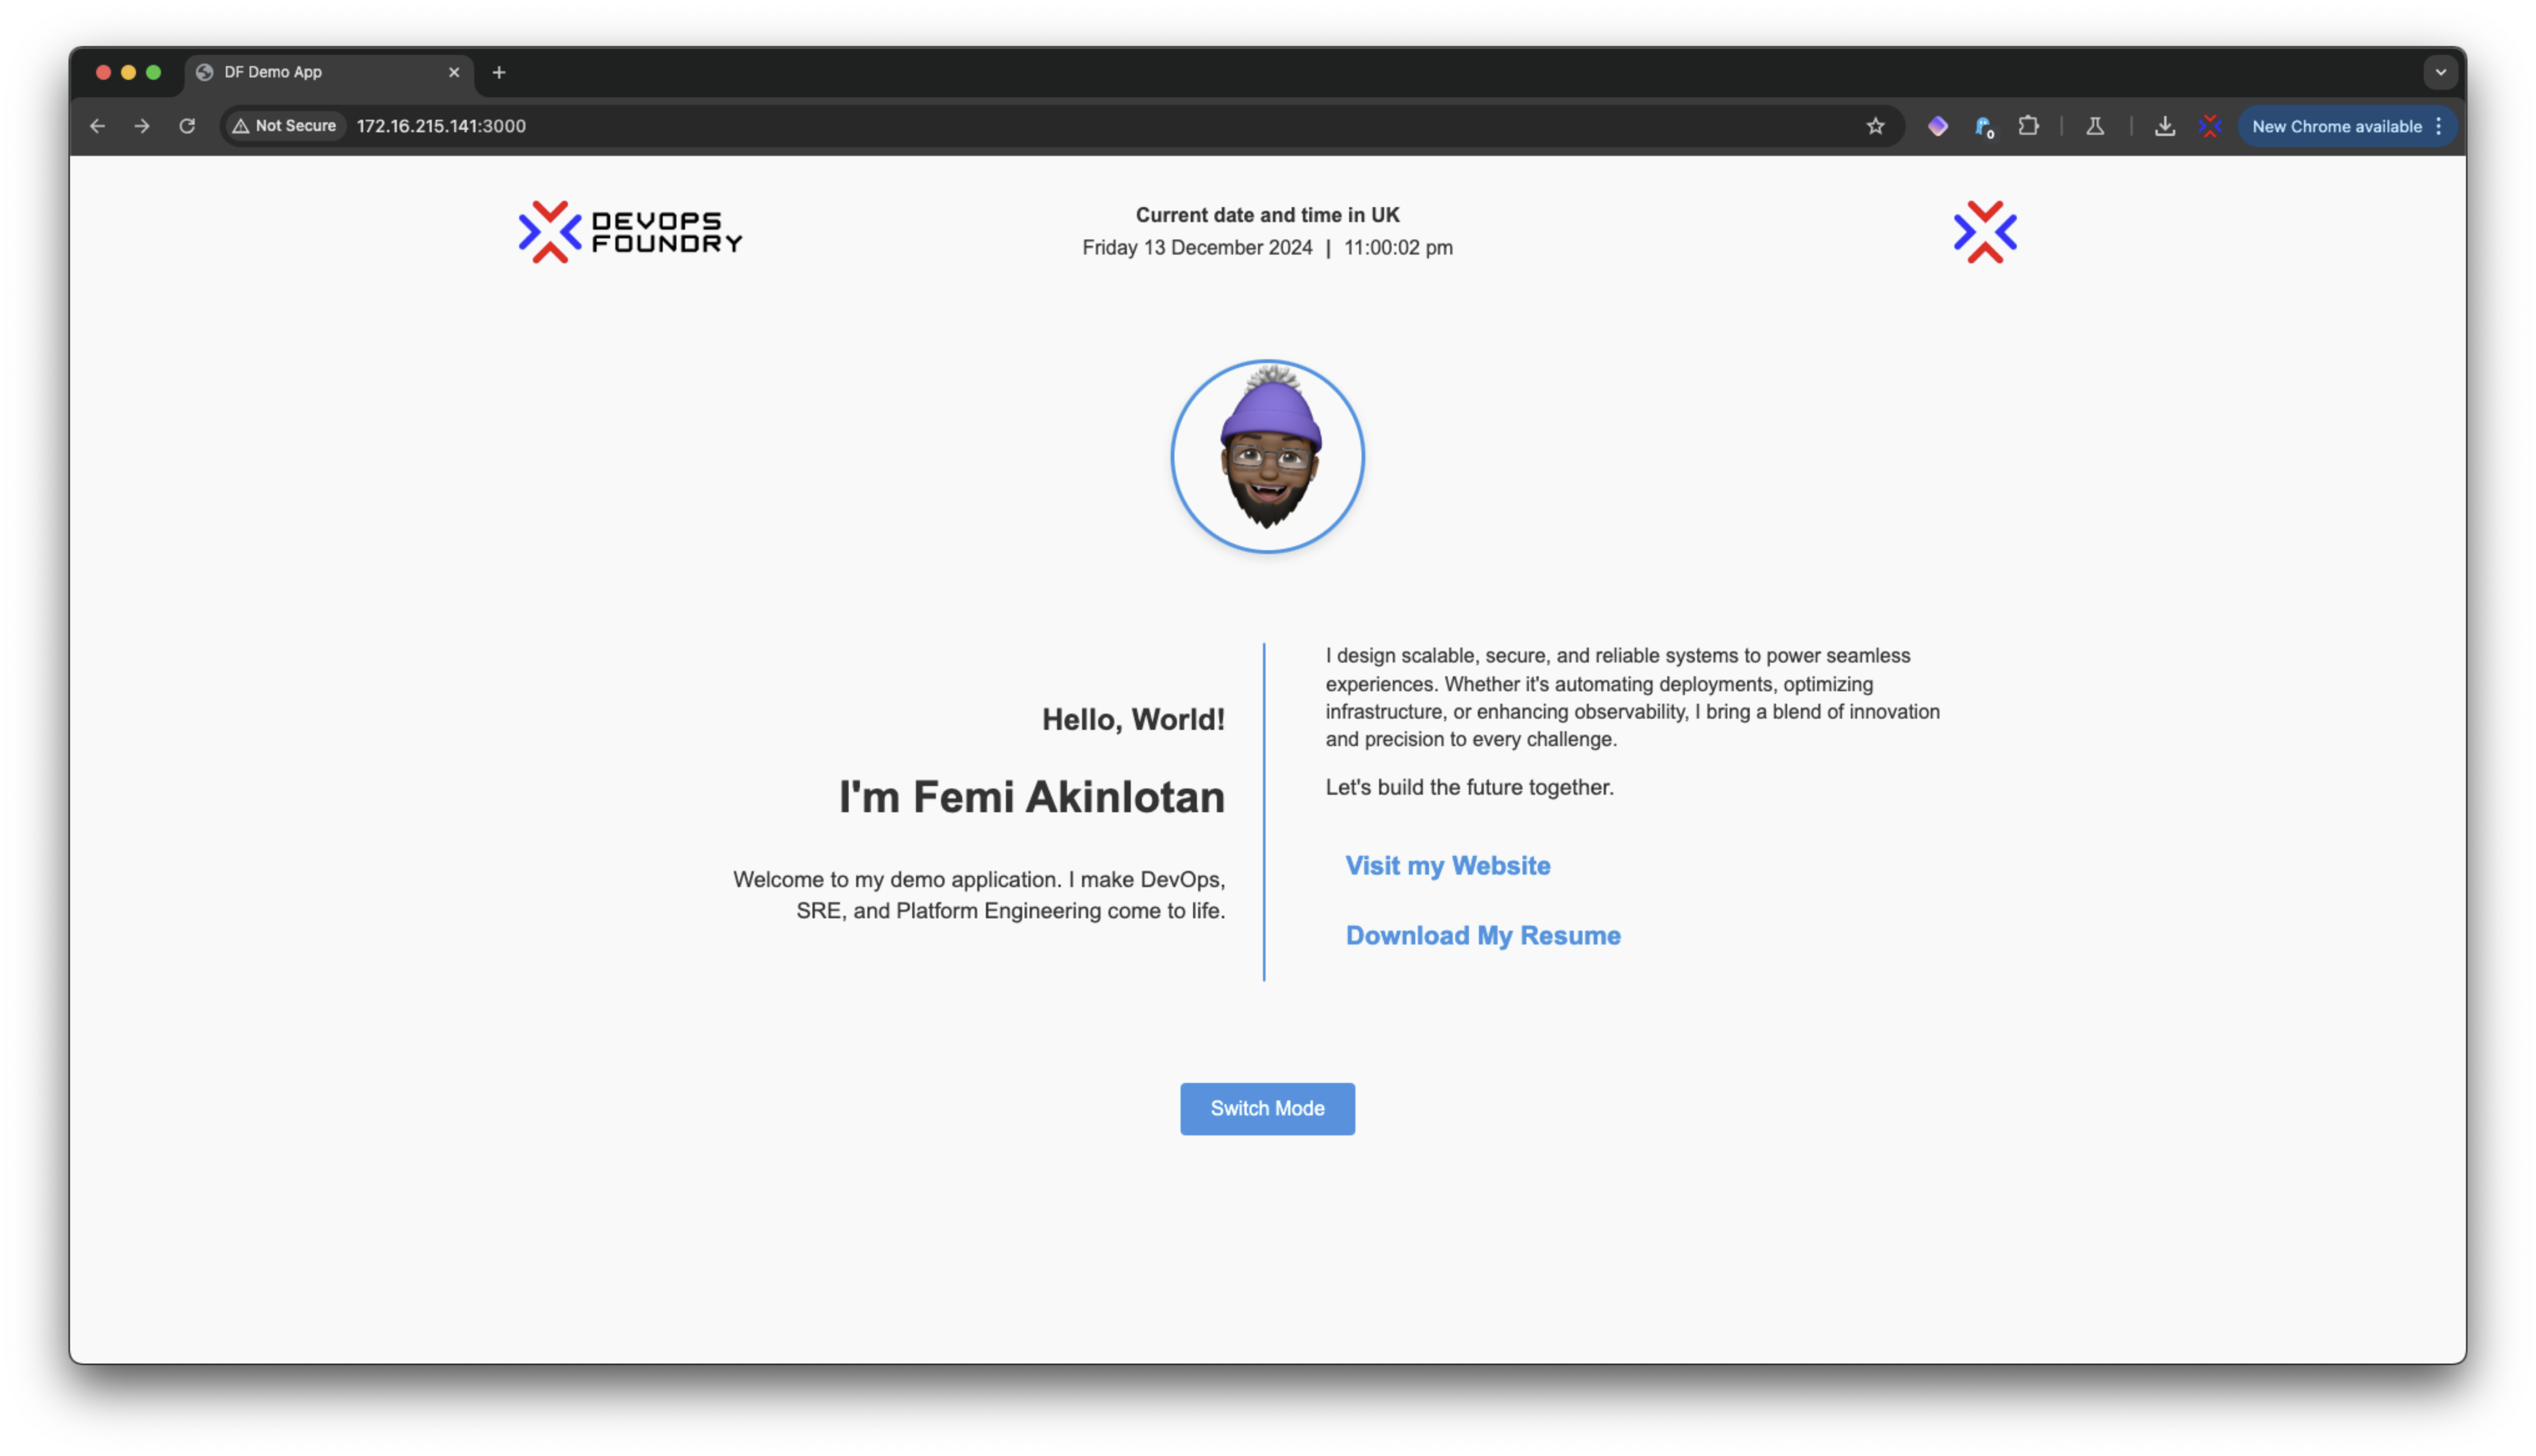 DF Demo App
Not Secure
172.16.215.141:3000
0
New Chrome available
DEVOPS
FOUNDRY
Current date and time in UK
Friday 13 December 2024 | 11:00:02 pm
Hello, World!
I'm Femi Akinlotan
Welcome to my demo application. I make DevOps,
SRE, and Platform Engineering come to life.
I design scalable, secure, and reliable systems to power seamless
experiences. Whether it's automating deployments, optimizing
infrastructure, or enhancing observability, I bring a blend of innovation
and precision to every challenge.
Let's build the future together.
Visit my Website
Download My Resume
Switch Mode